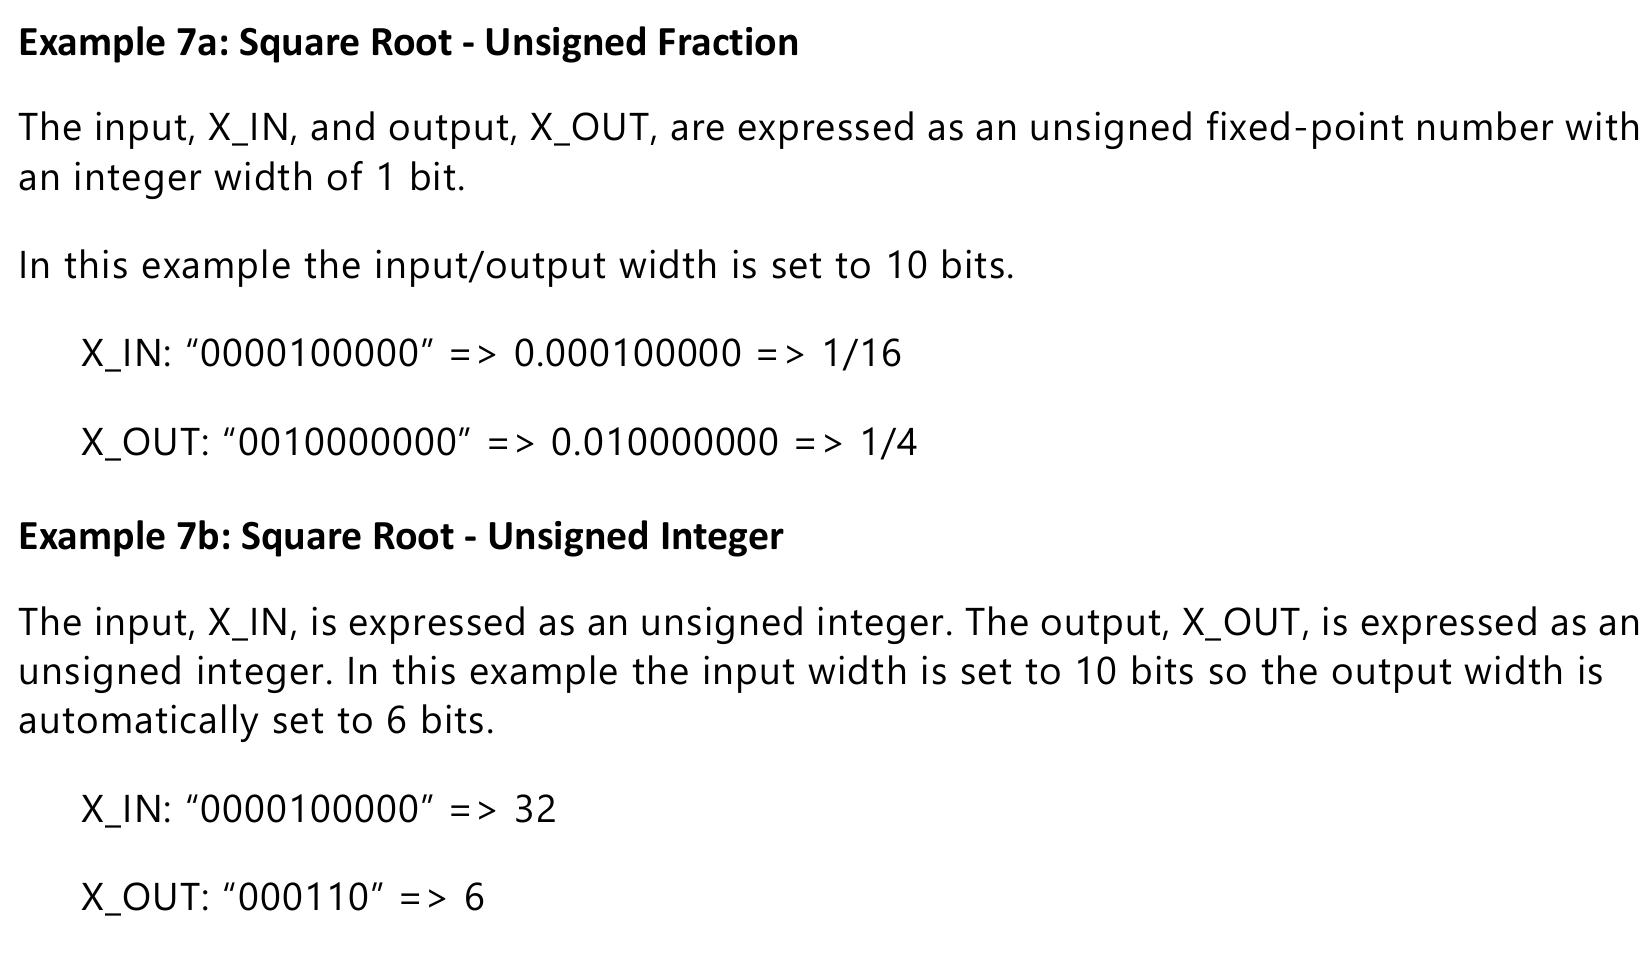 Example 7a: Square Root - Unsigned Fraction
The input, X_IN, and output, X_OUT, are expressed as an unsigned fixed-point number with
an integer width of 1 bit.
In this example the input/output width is set to 10 bits.
X_IN: “0000100000” => 0.000100000 => 1/16
X_OUT: “0010000000” => 0.010000000 => 1/4
Example 7b: Square Root - Unsigned Integer
The input, X_IN, is expressed as an unsigned integer. The output, X_OUT, is expressed as an
unsigned integer. In this example the input width is set to 10 bits so the output width is
automatically set to 6 bits.
X_IN: “0000100000” => 32
X_OUT: “000110” => 6